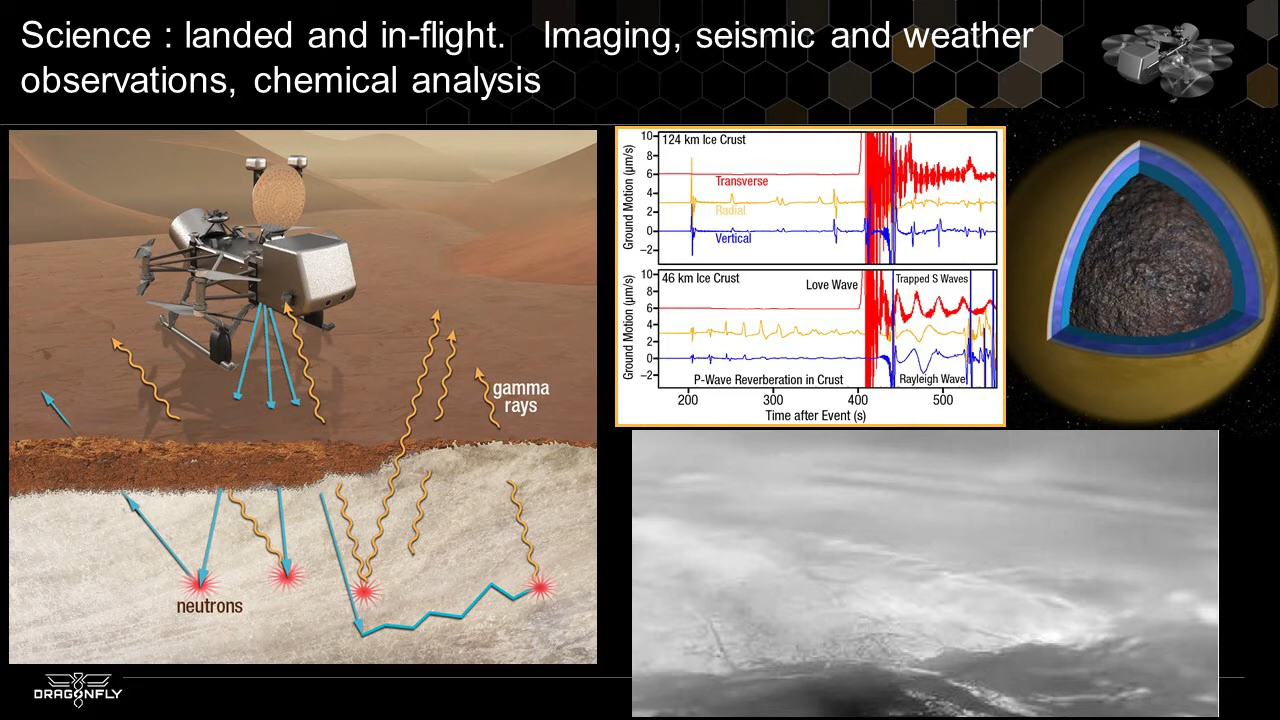 Science : landed and in-flight. Imaging, seismic and weather
observations, chemical analysis
gamma
rays
neutrons
124 km Ice Crust
Transverse
Radial
Vertical
Ground Motion (µm/s)
10
8
6
4
2
0
−2
46 km Ice Crust
Love Wave
Trapped S Waves
P-Wave Reverberation in Crust
Rayleigh Wave
Ground Motion (µm/s)
10
8
6
4
2
0
−2
200 300 400 500
Time after Event (s)
DRAGONFLY